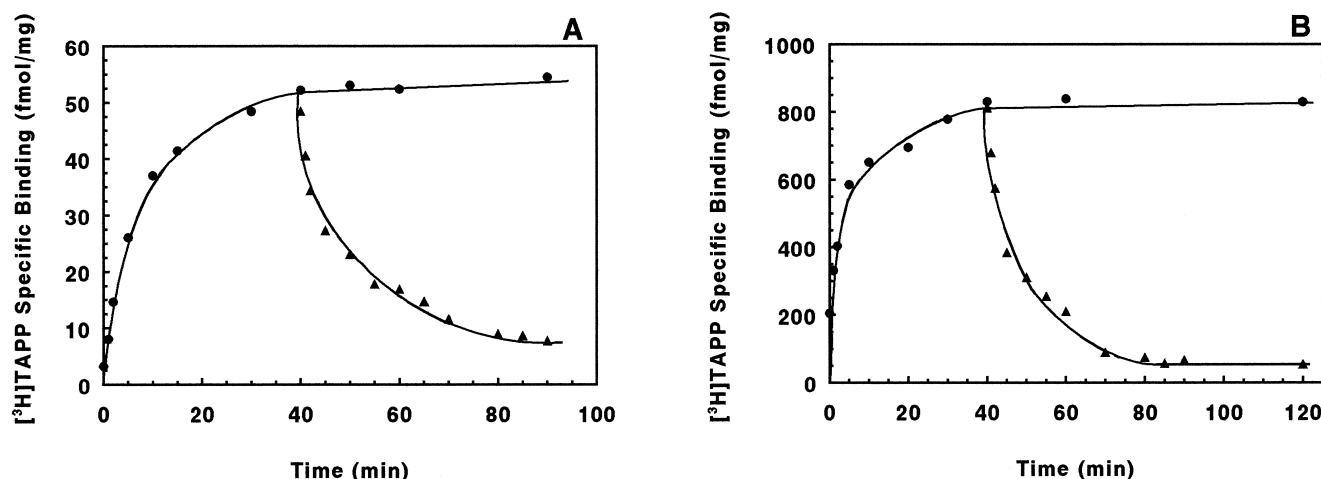 A
[³H]TAPP Specific Binding (fmol/mg)
60
50
40
30
20
10
0
0 20 40 60 80 100
Time (min)
B
[³H]TAPP Specific Binding (fmol/mg)
1000
800
600
400
200
0
0 20 40 60 80 100 120
Time (min)